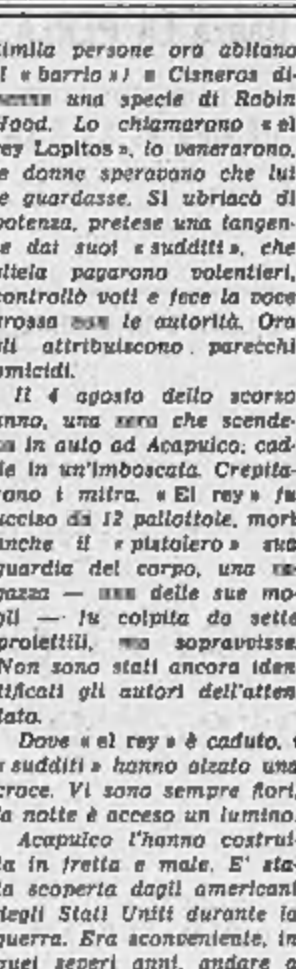 imila persone ora abitano
l « barrio ») e Cisneros di-
una specie di Robin
Hood. Lo chiamarono « el
rey Lopitos », lo venerarono,
e donne speravano che lui
e guardasse. Si ubriacò di
potenza, pretese una tangen-
e dai suoi « sudditi », che
gliela pagarono volentieri,
controllò voti e fece la voce
grossa le autorità. Ora
gli attribuiscono parecchi
omicidi.
Il 4 agosto dello scorso
anno, una sera che scende-
in auto ad Acapulco, cad-
de in un'imboscata. Crepita-
rono i mitra. « El rey » fu
ucciso da 12 pallottole, morì
anche il « pistolero » sua
guardia del corpo, una ra-
gazza — una delle sue mo-
gli — fu colpita da sette
proiettili, ma sopravvisse
Non sono stati ancora iden
tificati gli autori dell'atten
tato.
Dove « el rey » è caduto, i
« sudditi » hanno alzato una
croce. Vi sono sempre fiori,
la notte è acceso un lumino.
Acapulco l'hanno costrui-
ta in fretta e male. E' sta-
ta scoperta dagli americani
degli Stati Uniti durante la
guerra. Era sconveniente, in
quei severi anni, andare a